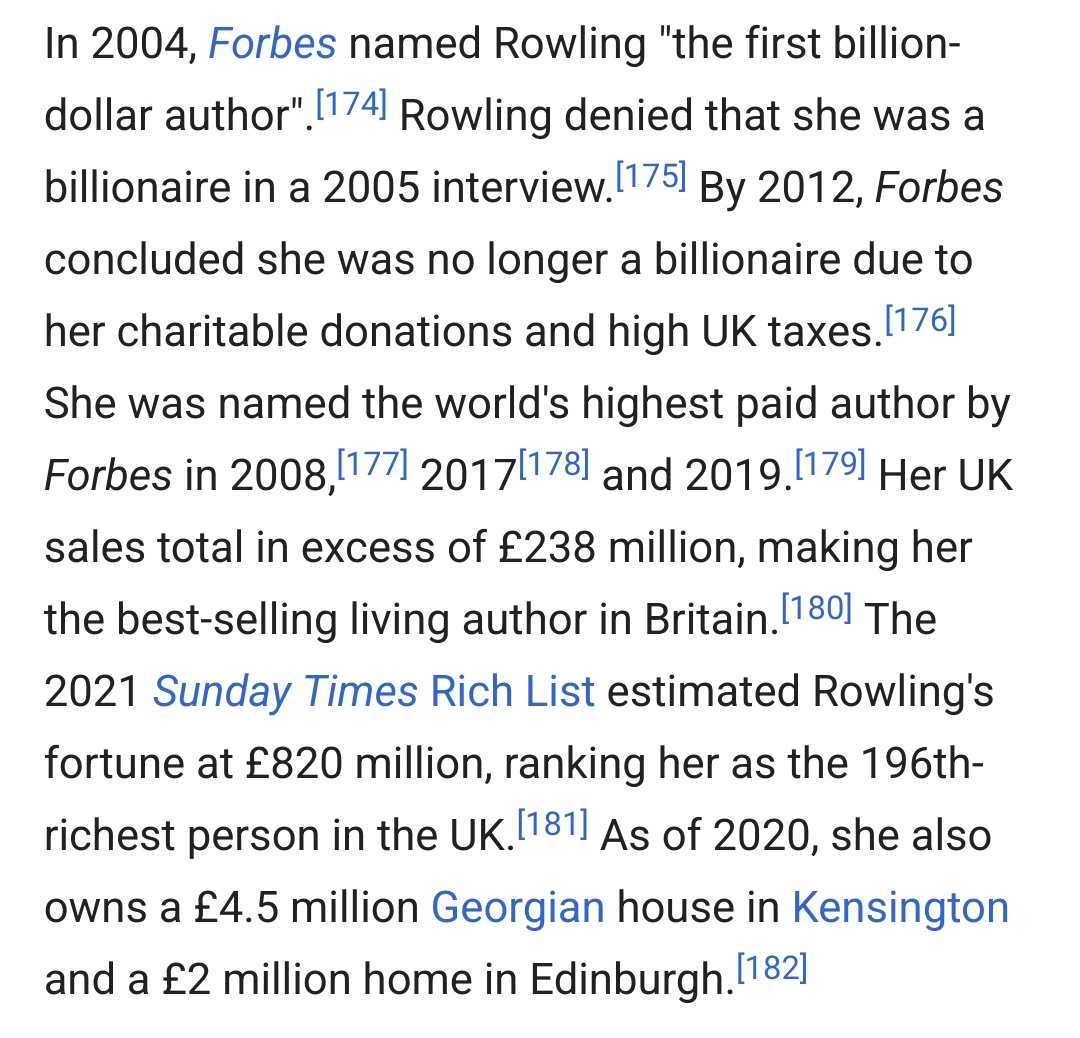 In 2004, Forbes named Rowling "the first billion-
dollar author".[174] Rowling denied that she was a
billionaire in a 2005 interview.[175] By 2012, Forbes
concluded she was no longer a billionaire due to
her charitable donations and high UK taxes.[176]
She was named the world's highest paid author by
Forbes in 2008,[177] 2017[178] and 2019.[179] Her UK
sales total in excess of £238 million, making her
the best-selling living author in Britain.[180] The
2021 Sunday Times Rich List estimated Rowling's
fortune at £820 million, ranking her as the 196th-
richest person in the UK.[181] As of 2020, she also
owns a £4.5 million Georgian house in Kensington
and a £2 million home in Edinburgh.[182]